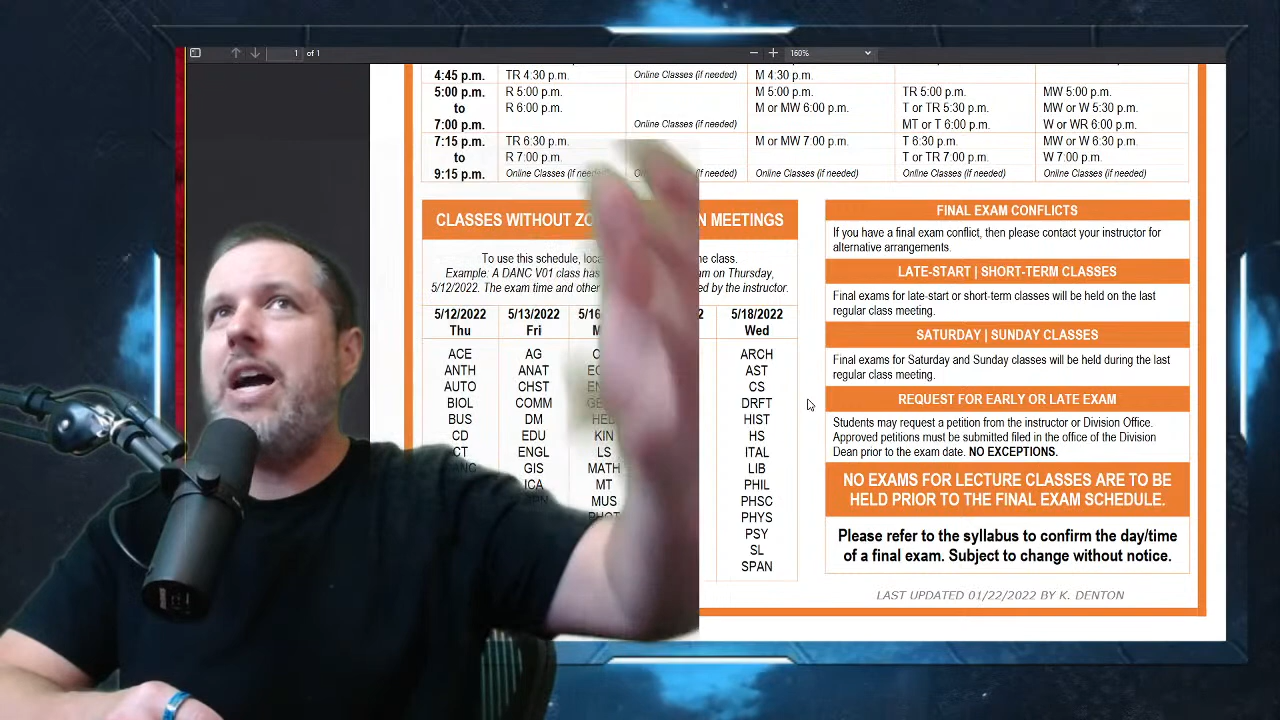 1 of 1
160%
4:45 p.m. TR 4:30 p.m. Online Classes (if needed) M 4:30 p.m.
5:00 p.m. R 5:00 p.m. M 5:00 p.m. TR 5:00 p.m. MW 5:00 p.m.
to R 6:00 p.m. M or MW 6:00 p.m. T or TR 5:30 p.m. MW or W 5:30 p.m.
7:00 p.m. Online Classes (if needed) MT or T 6:00 p.m. W or WR 6:00 p.m.
7:15 p.m. TR 6:30 p.m. M or MW 7:00 p.m. T 6:30 p.m. MW or W 6:30 p.m.
to R 7:00 p.m. T or TR 7:00 p.m. W 7:00 p.m.
9:15 p.m. Online Classes (if needed) Online Classes (if needed) Online Classes (if needed) Online Classes (if needed)
CLASSES WITHOUT MEETINGS
To use this schedule, class.
Example: A DANC V01 class has on Thursday,
5/12/2022. The exam time and other by the instructor.
5/12/2022 5/13/2022 5/18/2022
Thu Fri Wed
ACE AG ARCH
ANTH ANAT AST
AUTO CHST CS
BIOL COMM DRFT
BUS DM HIST
CD EDU KIN HS
CT ENGL LS ITAL
GIS MATH LIB
ICA MT PHIL
MUS PHSC
PHOT PHYS
PSY
SL
SPAN
FINAL EXAM CONFLICTS
If you have a final exam conflict, then please contact your instructor for
alternative arrangements.
LATE-START | SHORT-TERM CLASSES
Final exams for late-start or short-term classes will be held on the last
regular class meeting.
SATURDAY | SUNDAY CLASSES
Final exams for Saturday and Sunday classes will be held during the last
regular class meeting.
REQUEST FOR EARLY OR LATE EXAM
Students may request a petition from the instructor or Division Office.
Approved petitions must be submitted filed in the office of the Division
Dean prior to the exam date. NO EXCEPTIONS.
NO EXAMS FOR LECTURE CLASSES ARE TO BE
HELD PRIOR TO THE FINAL EXAM SCHEDULE.
Please refer to the syllabus to confirm the day/time
of a final exam. Subject to change without notice.
LAST UPDATED 01/22/2022 BY K. DENTON